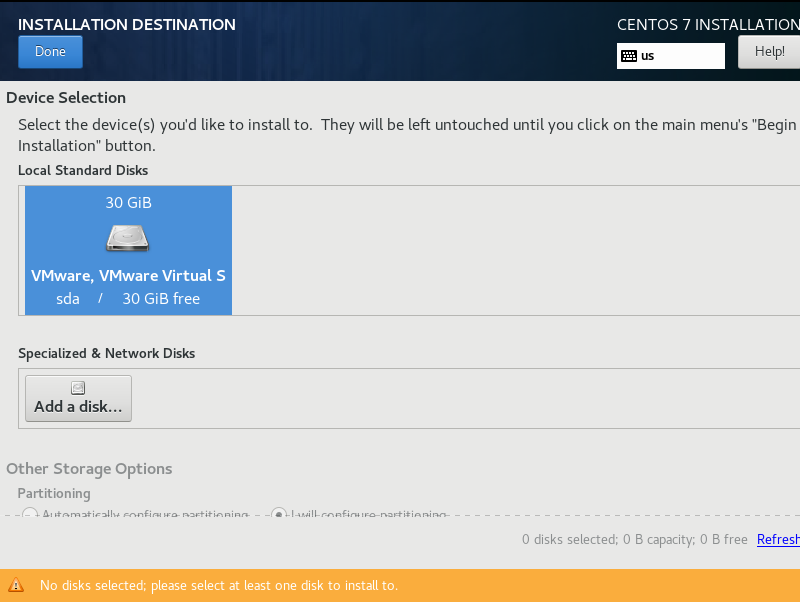 INSTALLATION DESTINATION
CENTOS 7 INSTALLATION
Done
us
Help!
Device Selection
Select the device(s) you'd like to install to.  They will be left untouched until you click on the main menu's "Begin
Installation" button.
Local Standard Disks
30 GiB
VMware, VMware Virtual S
sda / 30 GiB free
Specialized & Network Disks
Add a disk...
Other Storage Options
Partitioning
Automatically configure partitioning. I will configure partitioning.
0 disks selected; 0 B capacity; 0 B free Refresh
No disks selected; please select at least one disk to install to.